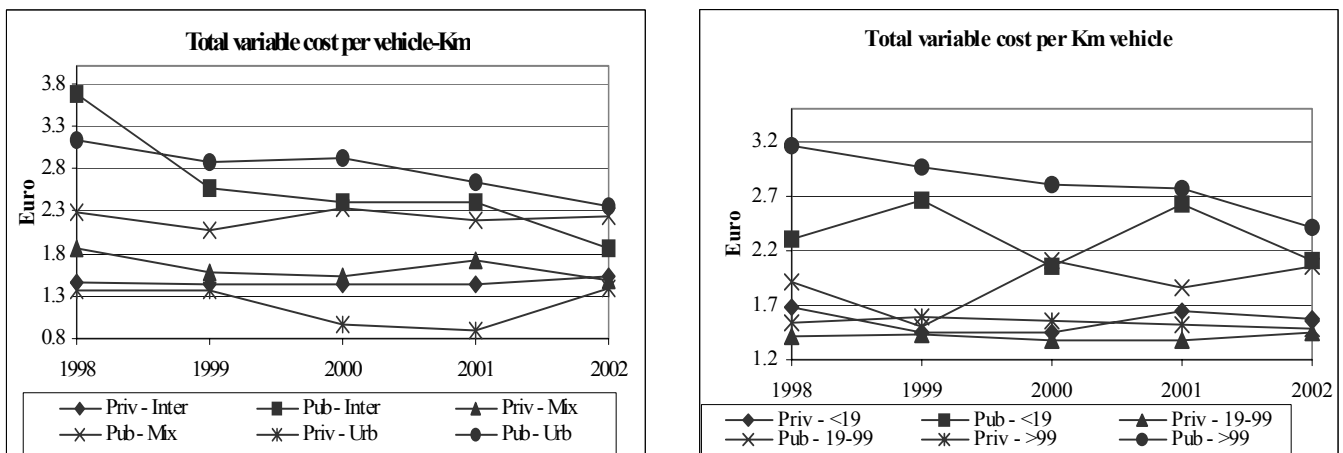 Total variable cost per vehicle-Km
Euro
3.8
3.3
2.8
2.3
1.8
1.3
0.8
1998 1999 2000 2001 2002
Priv - Inter Pub - Inter Priv - Mix
Pub - Mix Priv - Urb Pub - Urb
Total variable cost per Km vehicle
Euro
3.2
2.7
2.2
1.7
1.2
1998 1999 2000 2001 2002
Priv - <19 Pub - <19 Priv - 19-99
Pub - 19-99 Priv - >99 Pub - >99